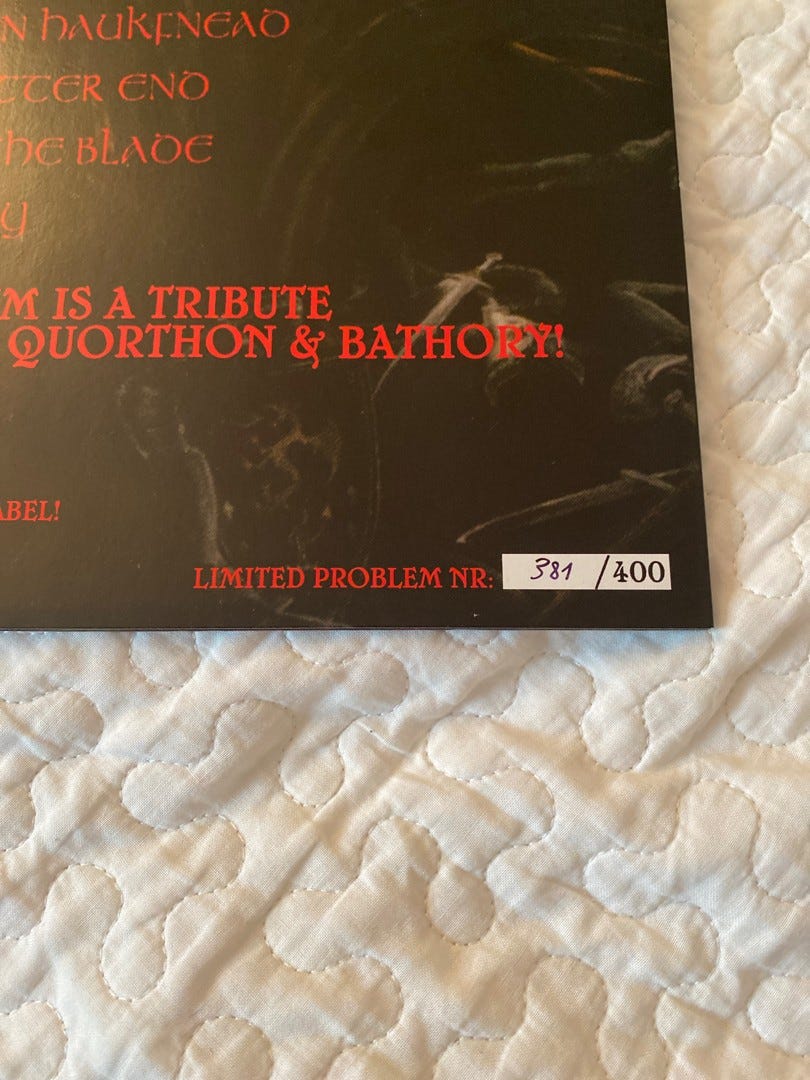 N HAUKFNEAD
TTER END
HE BLADE
Y
M IS A TRIBUTE
QUORTHON & BATHORY!
ABEL!
LIMITED PROBLEM NR: 381 /400